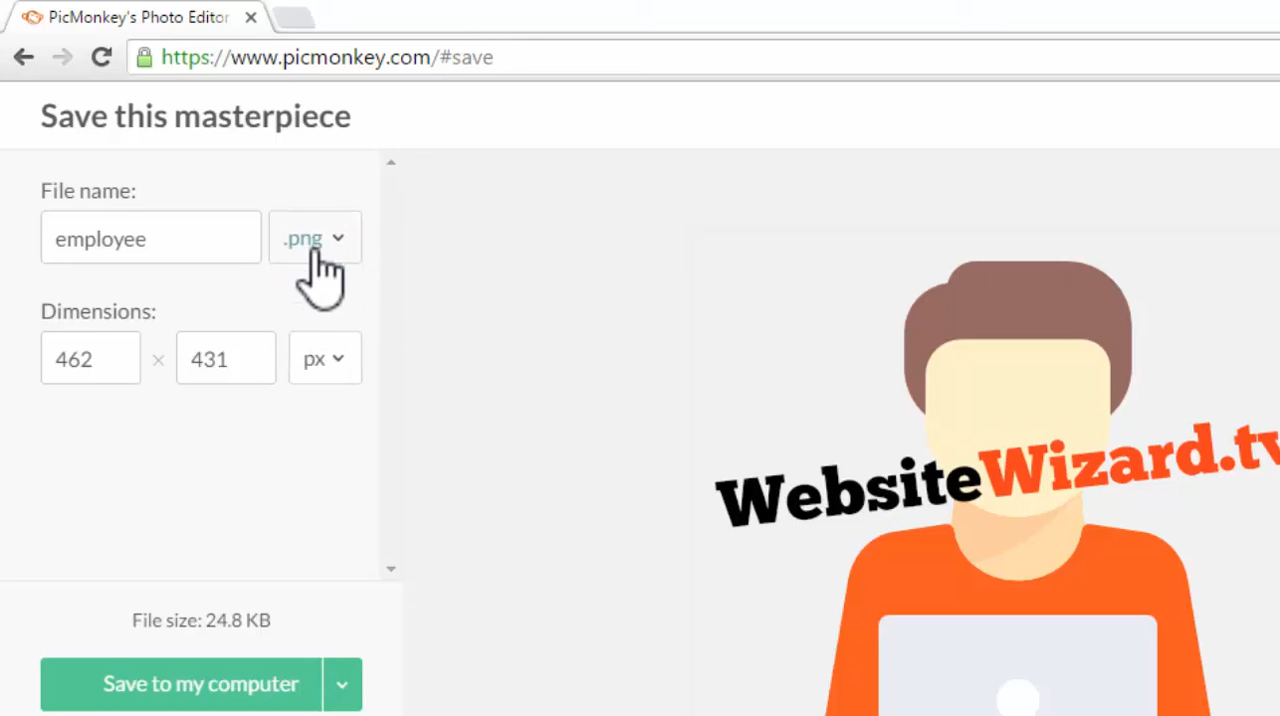 PicMonkey's Photo Editor
https://www.picmonkey.com/#save
Save this masterpiece
File name:
employee
.png
Dimensions:
462 × 431 px
WebsiteWizard.tv
File size: 24.8 KB
Save to my computer